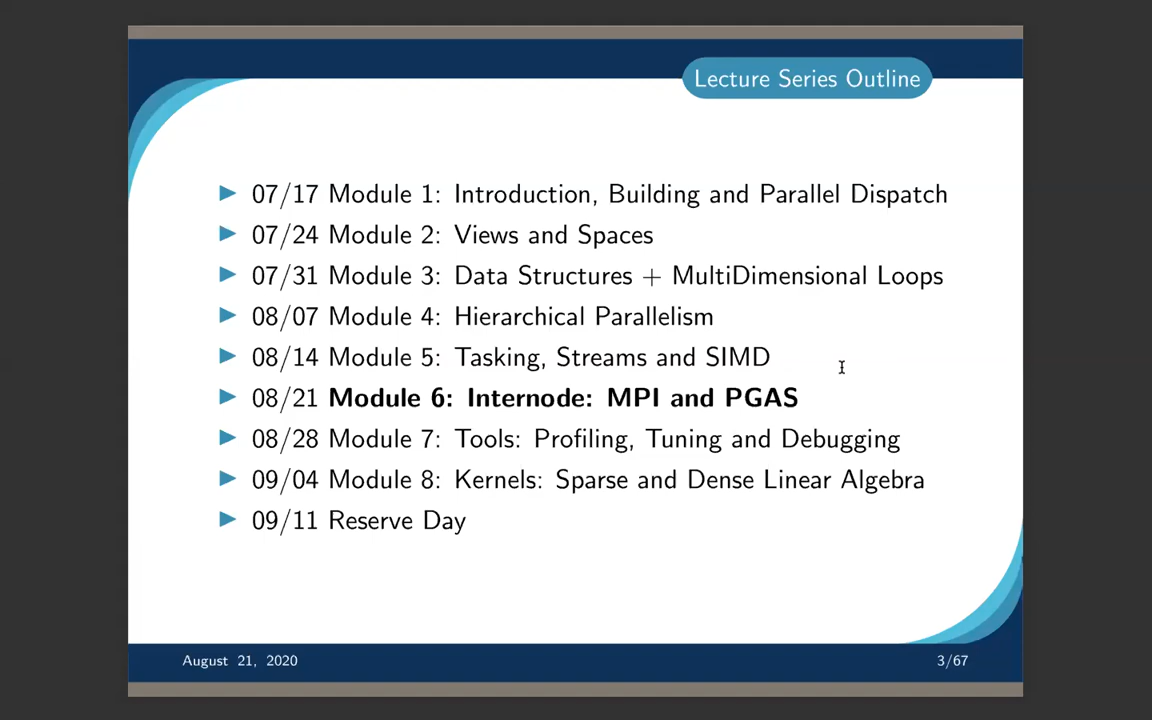 Lecture Series Outline
07/17 Module 1: Introduction, Building and Parallel Dispatch
07/24 Module 2: Views and Spaces
07/31 Module 3: Data Structures + MultiDimensional Loops
08/07 Module 4: Hierarchical Parallelism
08/14 Module 5: Tasking, Streams and SIMD
08/21 Module 6: Internode: MPI and PGAS
08/28 Module 7: Tools: Profiling, Tuning and Debugging
09/04 Module 8: Kernels: Sparse and Dense Linear Algebra
09/11 Reserve Day
August 21, 2020
3/67